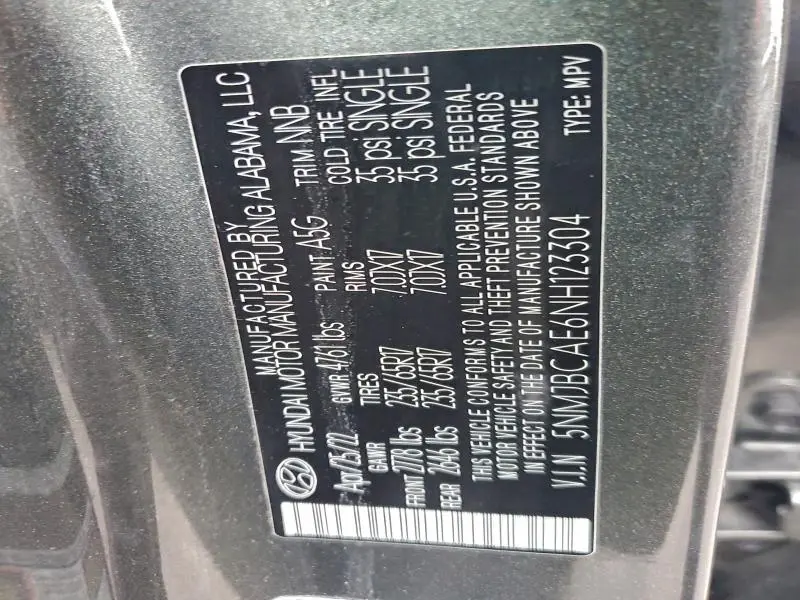 MANUFACTURED BY
HYUNDAI MOTOR MANUFACTURING ALABAMA, LLC
Apr/25/22 GVWR 4761 lbs PAINT A5G TRIM NNB
GAWR TIRES RIMS COLD TIRE INFL
FRONT 2778 lbs 235/65R17 7.0JX17 35 psi SINGLE
REAR 2646 lbs 235/65R17 7.0JX17 35 psi SINGLE
THIS VEHICLE CONFORMS TO ALL APPLICABLE U.S.A. FEDERAL
MOTOR VEHICLE SAFETY AND THEFT PREVENTION STANDARDS
IN EFFECT ON THE DATE OF MANUFACTURE SHOWN ABOVE
V.I.N 5NMJBCAE6NH123304 TYPE: MPV